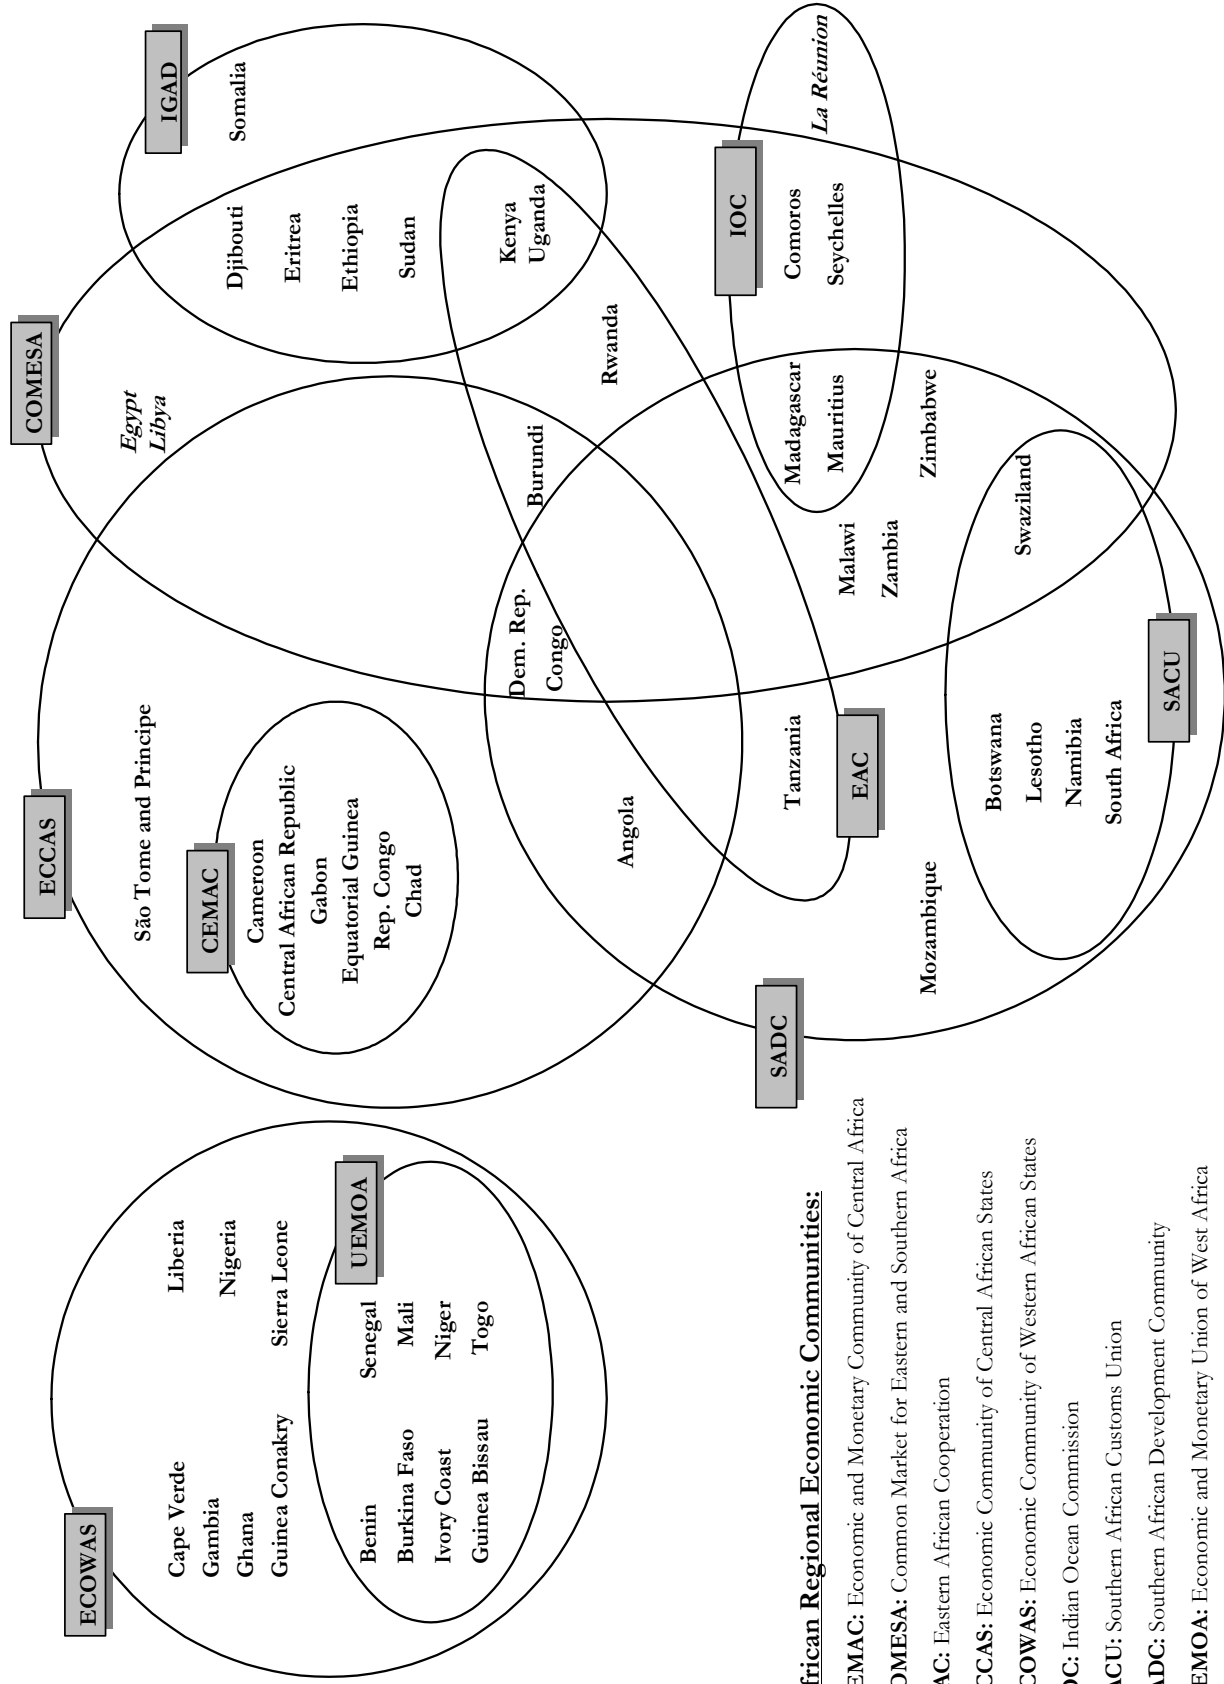 ECOWAS
Cape Verde
Gambia
Ghana
Guinea Conakry
Liberia
Nigeria
Sierra Leone
UEMOA
Benin
Burkina Faso
Ivory Coast
Guinea Bissau
Senegal
Mali
Niger
Togo
ECCAS
São Tome and Principe
CEMAC
Cameroon
Central African Republic
Gabon
Equatorial Guinea
Rep. Congo
Chad
COMESA
Egypt
Libya
IGAD
Somalia
Djibouti
Eritrea
Ethiopia
Sudan
Kenya
Uganda
Rwanda
Burundi
Dem. Rep.
Congo
Angola
Tanzania
EAC
IOC
Comoros
Seychelles
La Réunion
Madagascar
Mauritius
Malawi
Zambia
Zimbabwe
SADC
Mozambique
Swaziland
Botswana
Lesotho
Namibia
South Africa
SACU
frican Regional Economic Communities:
EMAC: Economic and Monetary Community of Central Africa
OMESA: Common Market for Eastern and Southern Africa
AC: Eastern African Cooperation
CCAS: Economic Community of Central African States
COWAS: Economic Community of Western African States
OC: Indian Ocean Commission
ACU: Southern African Customs Union
ADC: Southern African Development Community
EMOA: Economic and Monetary Union of West Africa